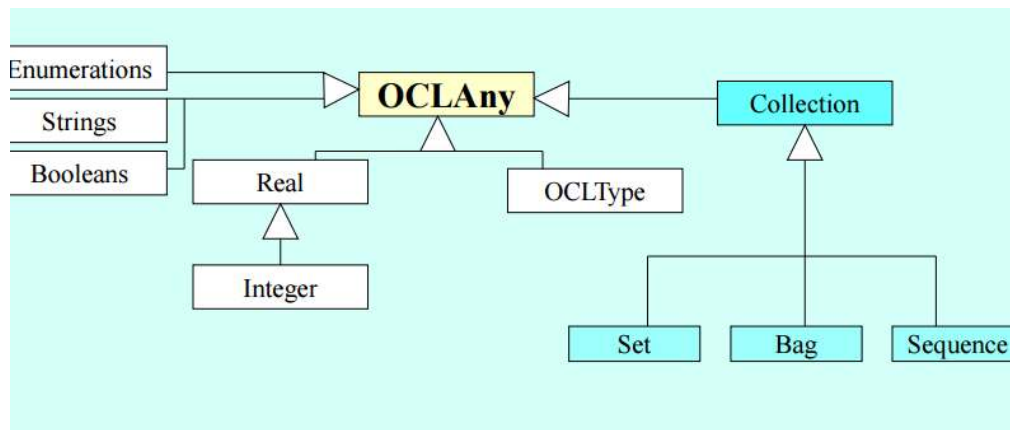 Enumerations
OCLAny
Collection
Strings
Booleans
Real
OCLType
Integer
Set
Bag
Sequence